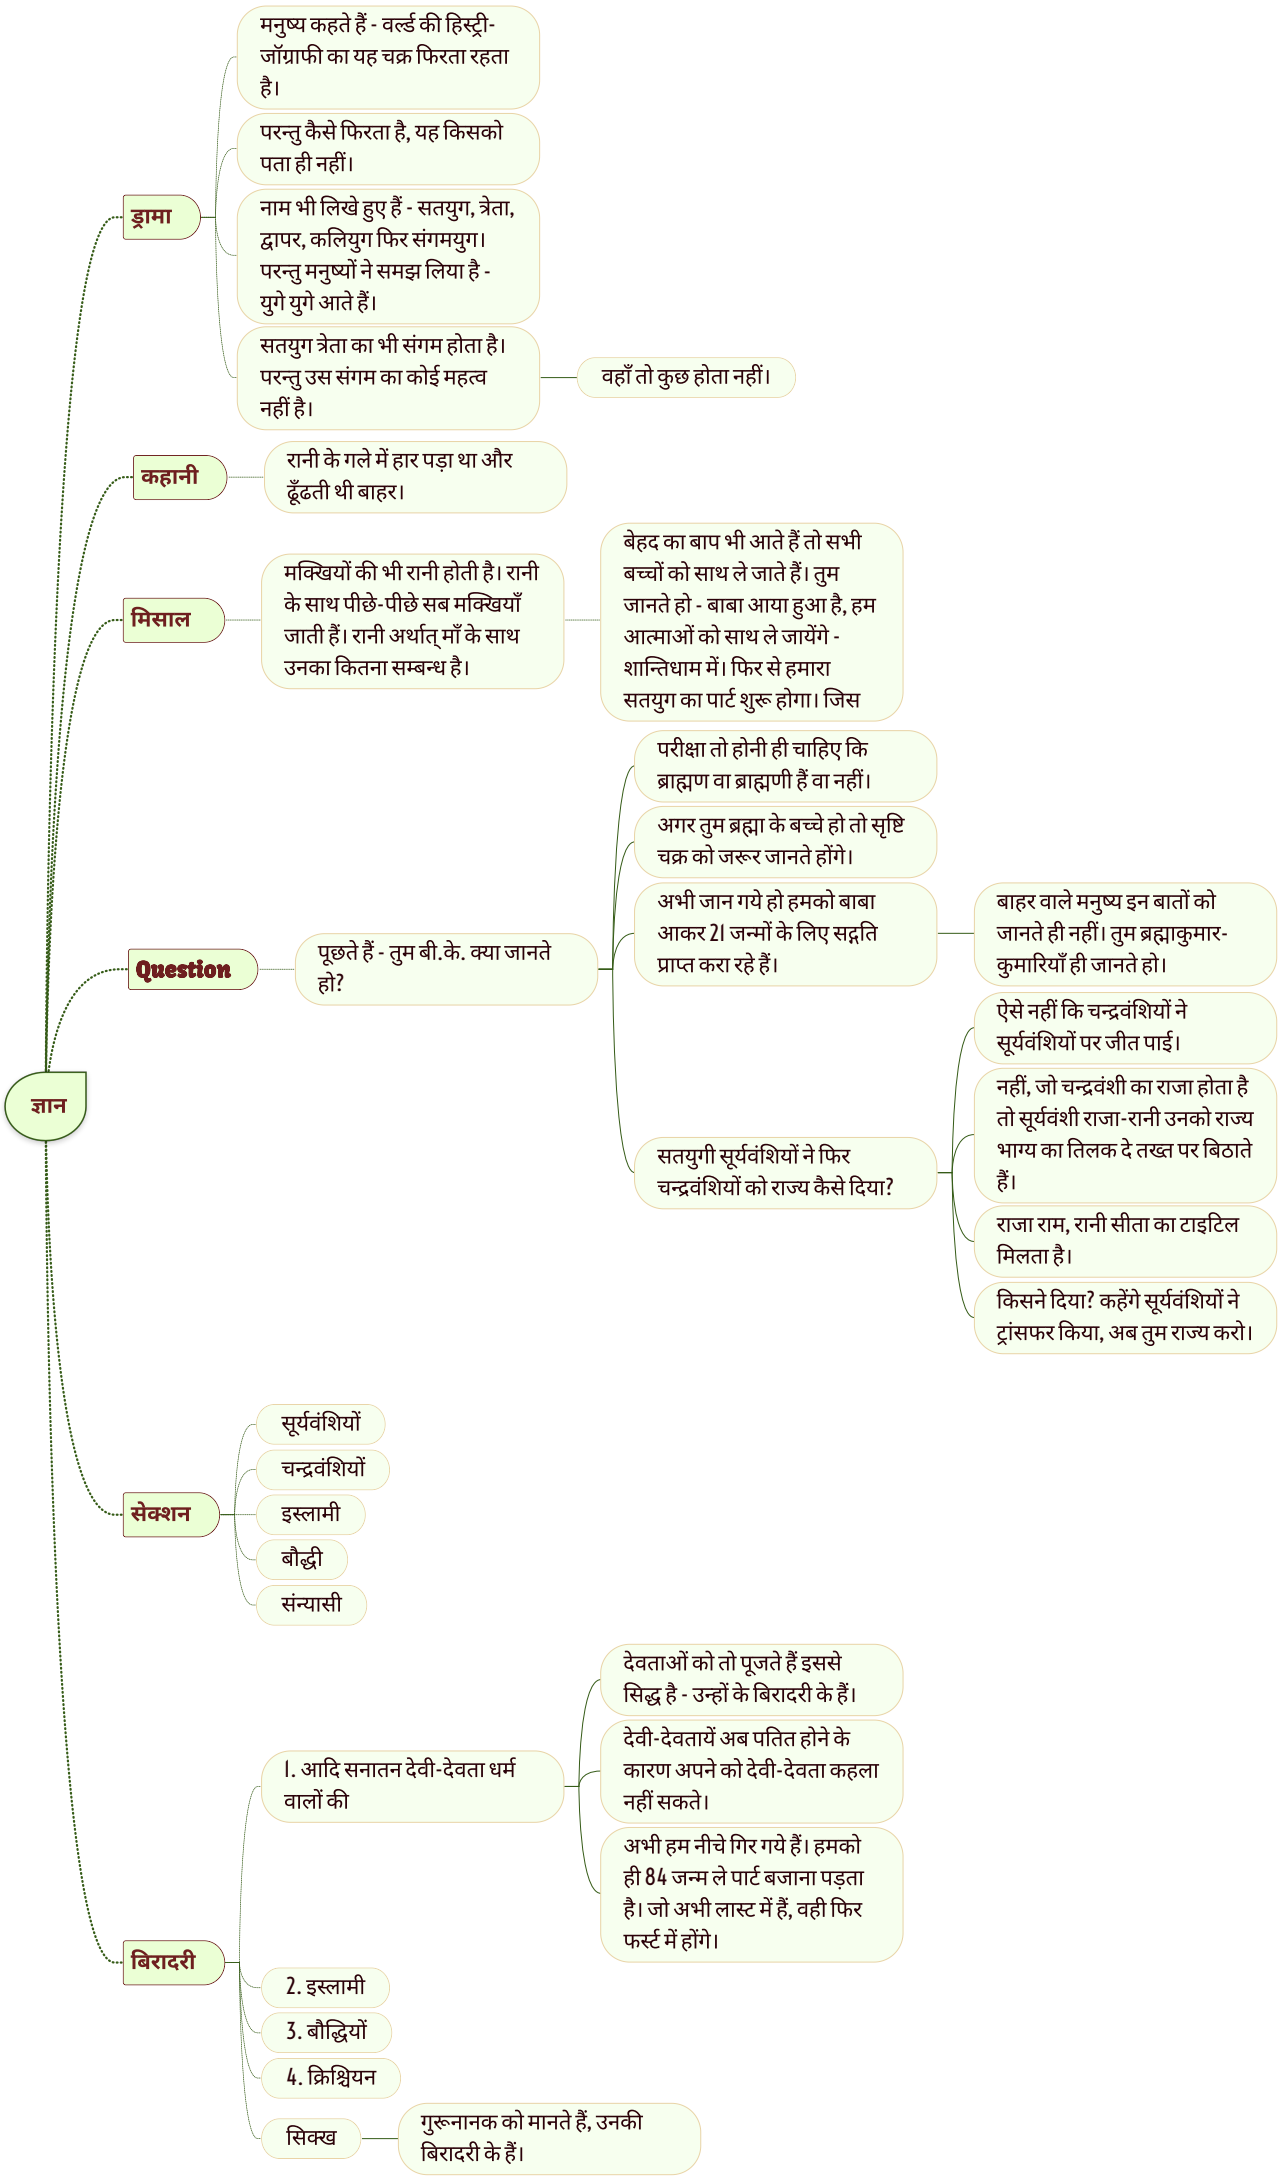 मनुष्य कहते हैं - वर्ल्ड की हिस्ट्री-
जॉग्राफी का यह चक्र फिरता रहता
है।
परन्तु कैसे फिरता है, यह किसको
पता ही नहीं।
ड्रामा
नाम भी लिखे हुए हैं - सतयुग, त्रेता,
द्वापर, कलियुग फिर संगमयुग।
परन्तु मनुष्यों ने समझ लिया है -
युगे युगे आते हैं।
सतयुग त्रेता का भी संगम होता है।
परन्तु उस संगम का कोई महत्व
नहीं है।
वहाँ तो कुछ होता नहीं।
कहानी
रानी के गले में हार पड़ा था और
ढूँढती थी बाहर।
मिसाल
मक्खियों की भी रानी होती है। रानी
के साथ पीछे-पीछे सब मक्खियाँ
जाती हैं। रानी अर्थात् माँ के साथ
उनका कितना सम्बन्ध है।
बेहद का बाप भी आते हैं तो सभी
बच्चों को साथ ले जाते हैं। तुम
जानते हो - बाबा आया हुआ है, हम
आत्माओं को साथ ले जायेंगे -
शान्तिधाम में। फिर से हमारा
सतयुग का पार्ट शुरू होगा। जिस
Question
पूछते हैं - तुम बी.के. क्या जानते
हो?
परीक्षा तो होनी ही चाहिए कि
ब्राह्मण वा ब्राह्मणी हैं वा नहीं।
अगर तुम ब्रह्मा के बच्चे हो तो सृष्टि
चक्र को जरूर जानते होंगे।
अभी जान गये हो हमको बाबा
आकर 21 जन्मों के लिए सद्गति
प्राप्त करा रहे हैं।
बाहर वाले मनुष्य इन बातों को
जानते ही नहीं। तुम ब्रह्माकुमार-
कुमारियाँ ही जानते हो।
सतयुगी सूर्यवंशियों ने फिर
चन्द्रवंशियों को राज्य कैसे दिया?
ऐसे नहीं कि चन्द्रवंशियों ने
सूर्यवंशियों पर जीत पाई।
नहीं, जो चन्द्रवंशी का राजा होता है
तो सूर्यवंशी राजा-रानी उनको राज्य
भाग्य का तिलक दे तख्त पर बिठाते
हैं।
राजा राम, रानी सीता का टाइटिल
मिलता है।
किसने दिया? कहेंगे सूर्यवंशियों ने
ट्रांसफर किया, अब तुम राज्य करो।
ज्ञान
सेक्शन
सूर्यवंशियों
चन्द्रवंशियों
इस्लामी
बौद्धी
संन्यासी
बिरादरी
1. आदि सनातन देवी-देवता धर्म
वालों की
देवताओं को तो पूजते हैं इससे
सिद्ध है - उन्हों के बिरादरी के हैं।
देवी-देवतायें अब पतित होने के
कारण अपने को देवी-देवता कहला
नहीं सकते।
अभी हम नीचे गिर गये हैं। हमको
ही 84 जन्म ले पार्ट बजाना पड़ता
है। जो अभी लास्ट में हैं, वही फिर
फर्स्ट में होंगे।
2. इस्लामी
3. बौद्धियों
4. क्रिश्चियन
सिक्ख
गुरूनानक को मानते हैं, उनकी
बिरादरी के हैं।